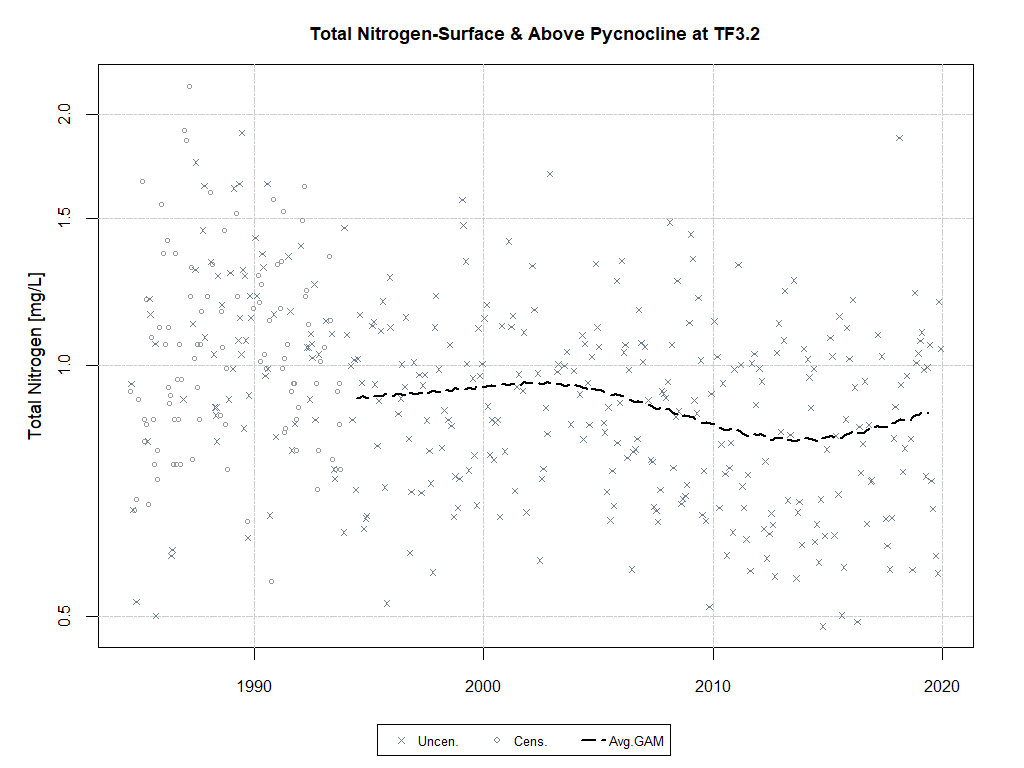 Total Nitrogen-Surface & Above Pycnocline at TF3.2
Total Nitrogen [mg/L]
2.0
1.5
1.0
0.5
1990 2000 2010 2020
Uncen. Cens. Avg.GAM